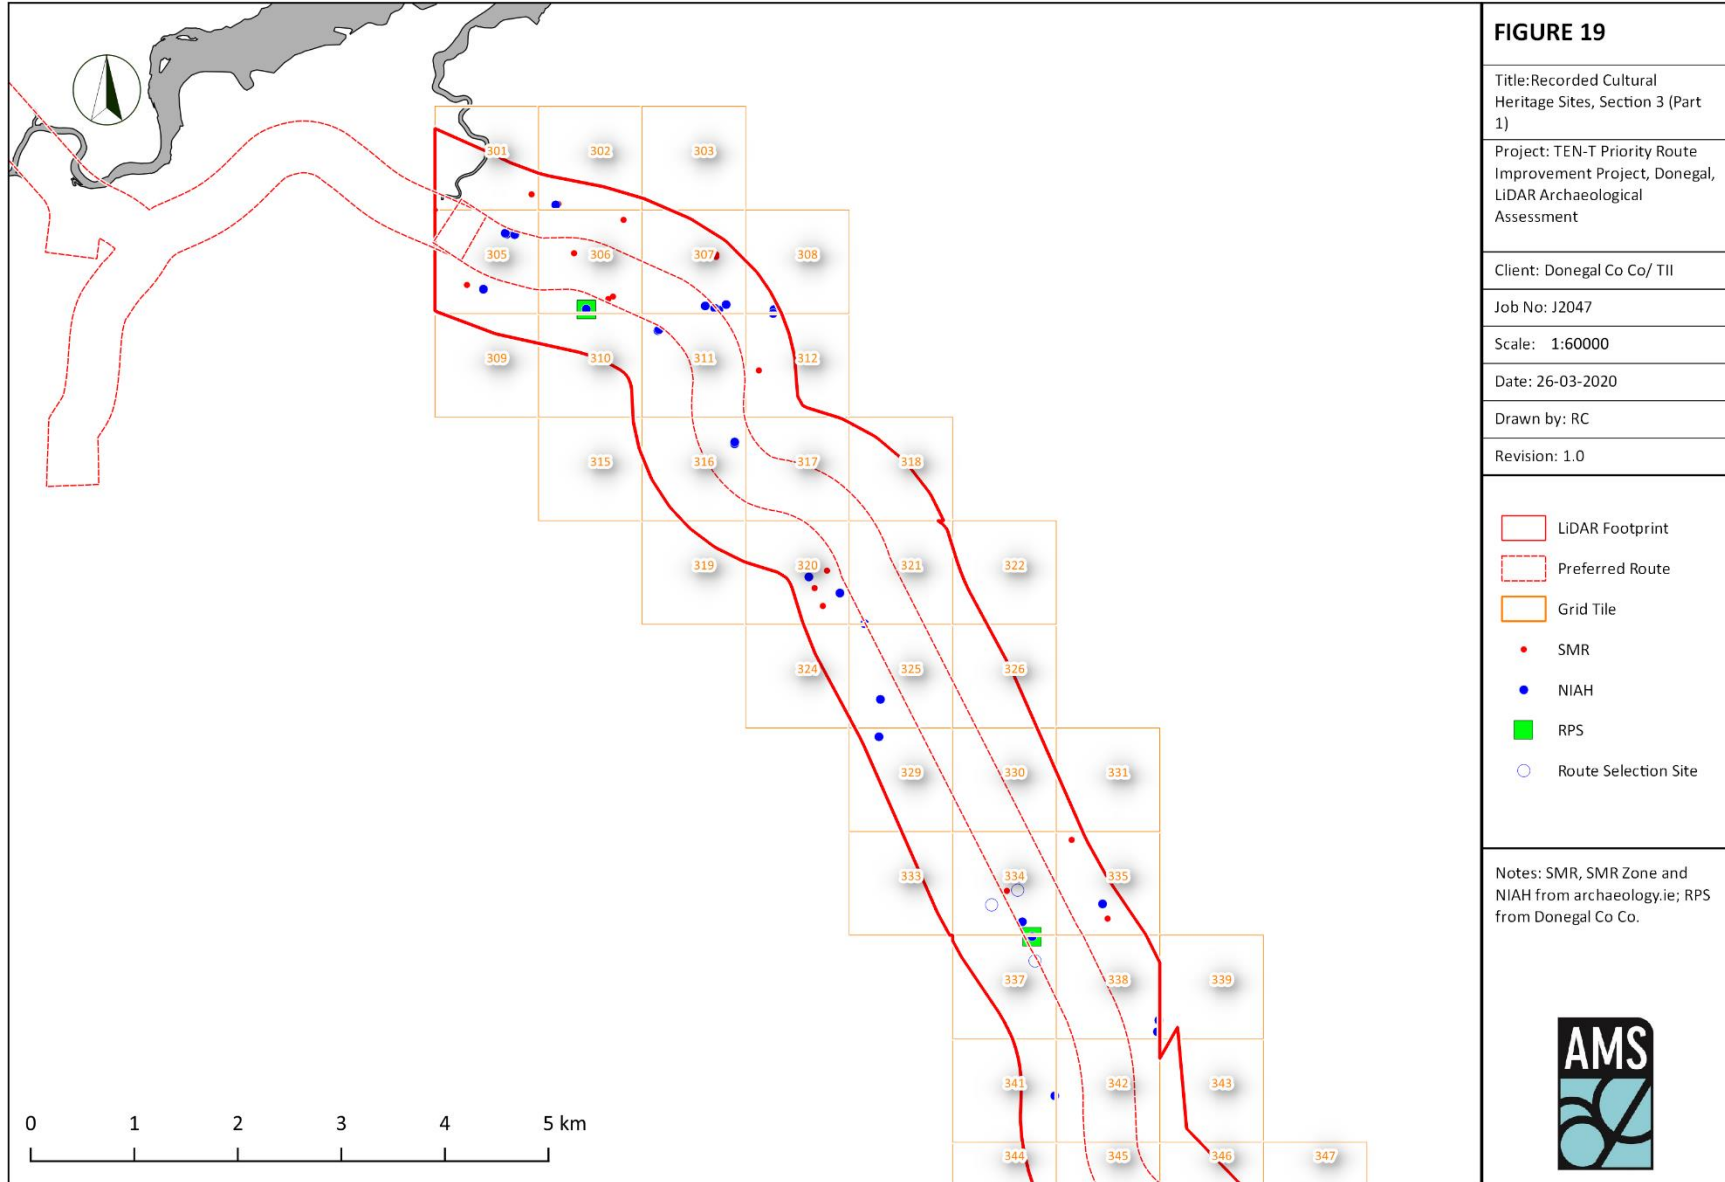 FIGURE 19
Title:Recorded Cultural
Heritage Sites, Section 3 (Part
1)
Project: TEN-T Priority Route
Improvement Project, Donegal,
LiDAR Archaeological
Assessment
Client: Donegal Co Co/ TII
Job No: J2047
Scale: 1:60000
Date: 26-03-2020
Drawn by: RC
Revision: 1.0
LiDAR Footprint
Preferred Route
Grid Tile
SMR
NIAH
RPS
Route Selection Site
Notes: SMR, SMR Zone and
NIAH from archaeology.ie; RPS
from Donegal Co Co.
AMS
301 302 303
305 306 307 308
309 310 311 312
315 316 317 318
319 320 321 322
324 325 326
329 330 331
333 334 335
337 338 339
341 342 343
344 345 346 347
0 1 2 3 4 5 km